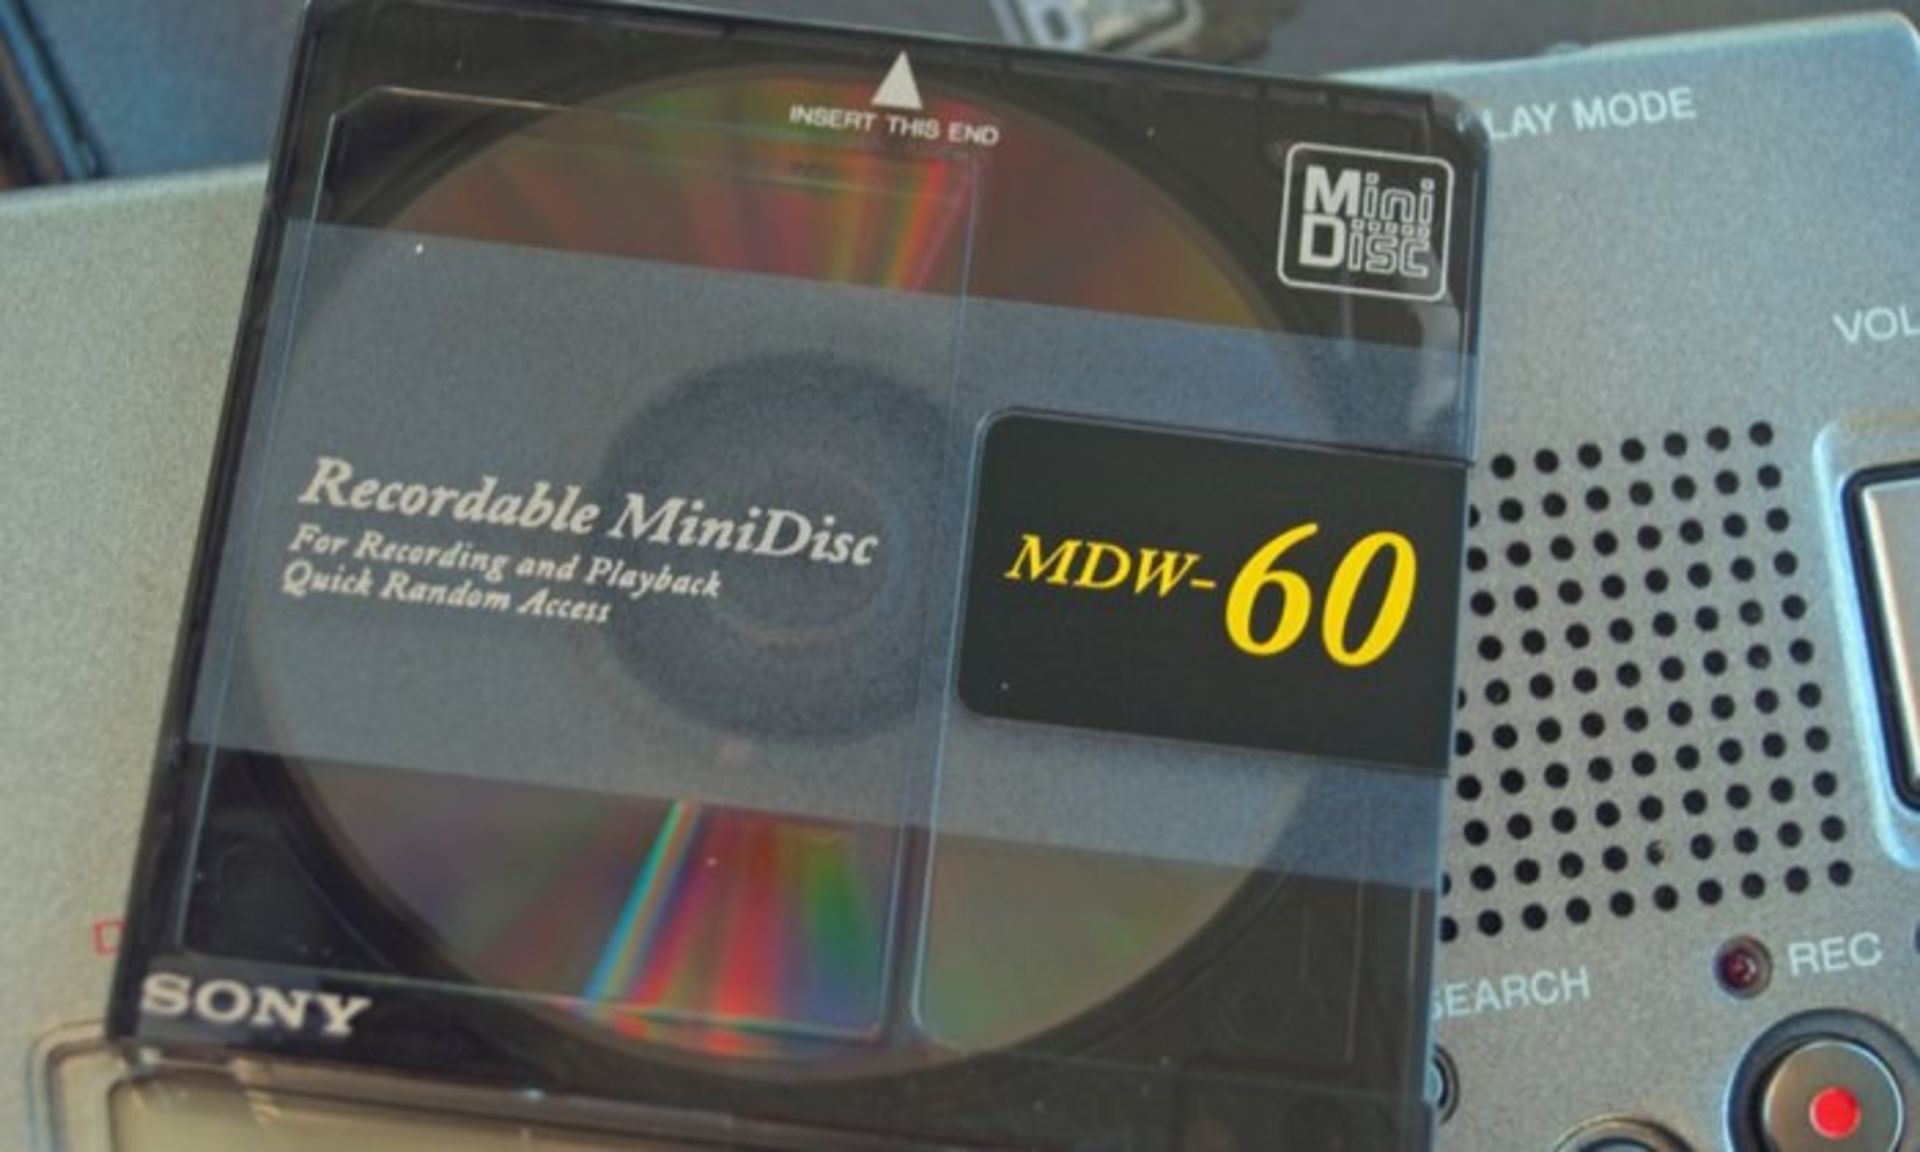 INSERT THIS END
LAY MODE
Mini
Disc
VOL
Recordable MiniDisc
For Recording and Playback
Quick Random Access
MDW-60
REC
SEARCH
SONY